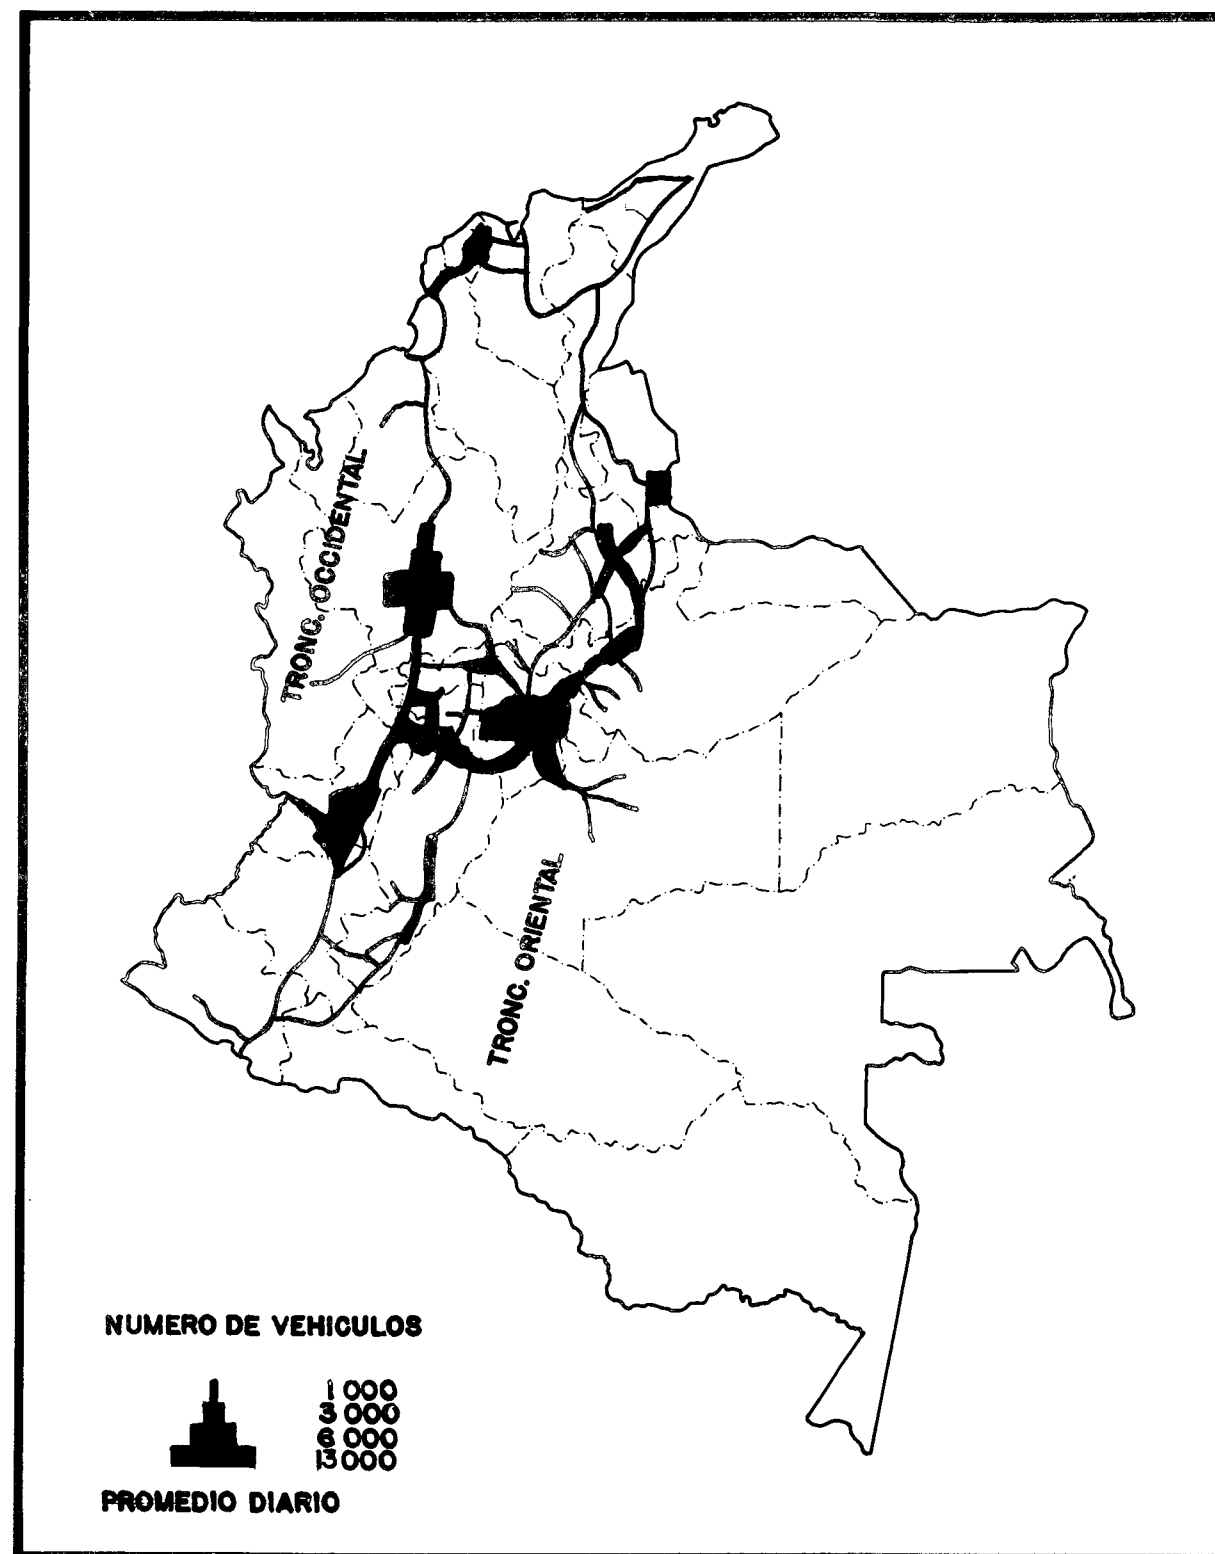 TRONC. OCCIDENTAL
TRONC. ORIENTAL
NUMERO DE VEHICULOS
1 000
3 000
6 000
13 000
PROMEDIO DIARIO